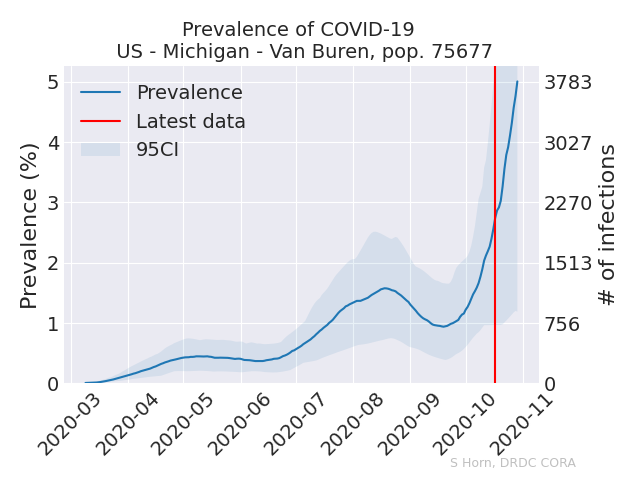 Prevalence of COVID-19
US - Michigan - Van Buren, pop. 75677
Prevalence
Latest data
95CI
Prevalence (%)
5
4
3
2
1
0
3783
3027
2270
1513
756
0
# of infections
2020-03
2020-04
2020-05
2020-06
2020-07
2020-08
2020-09
2020-10
2020-11
S Horn, DRDC CORA